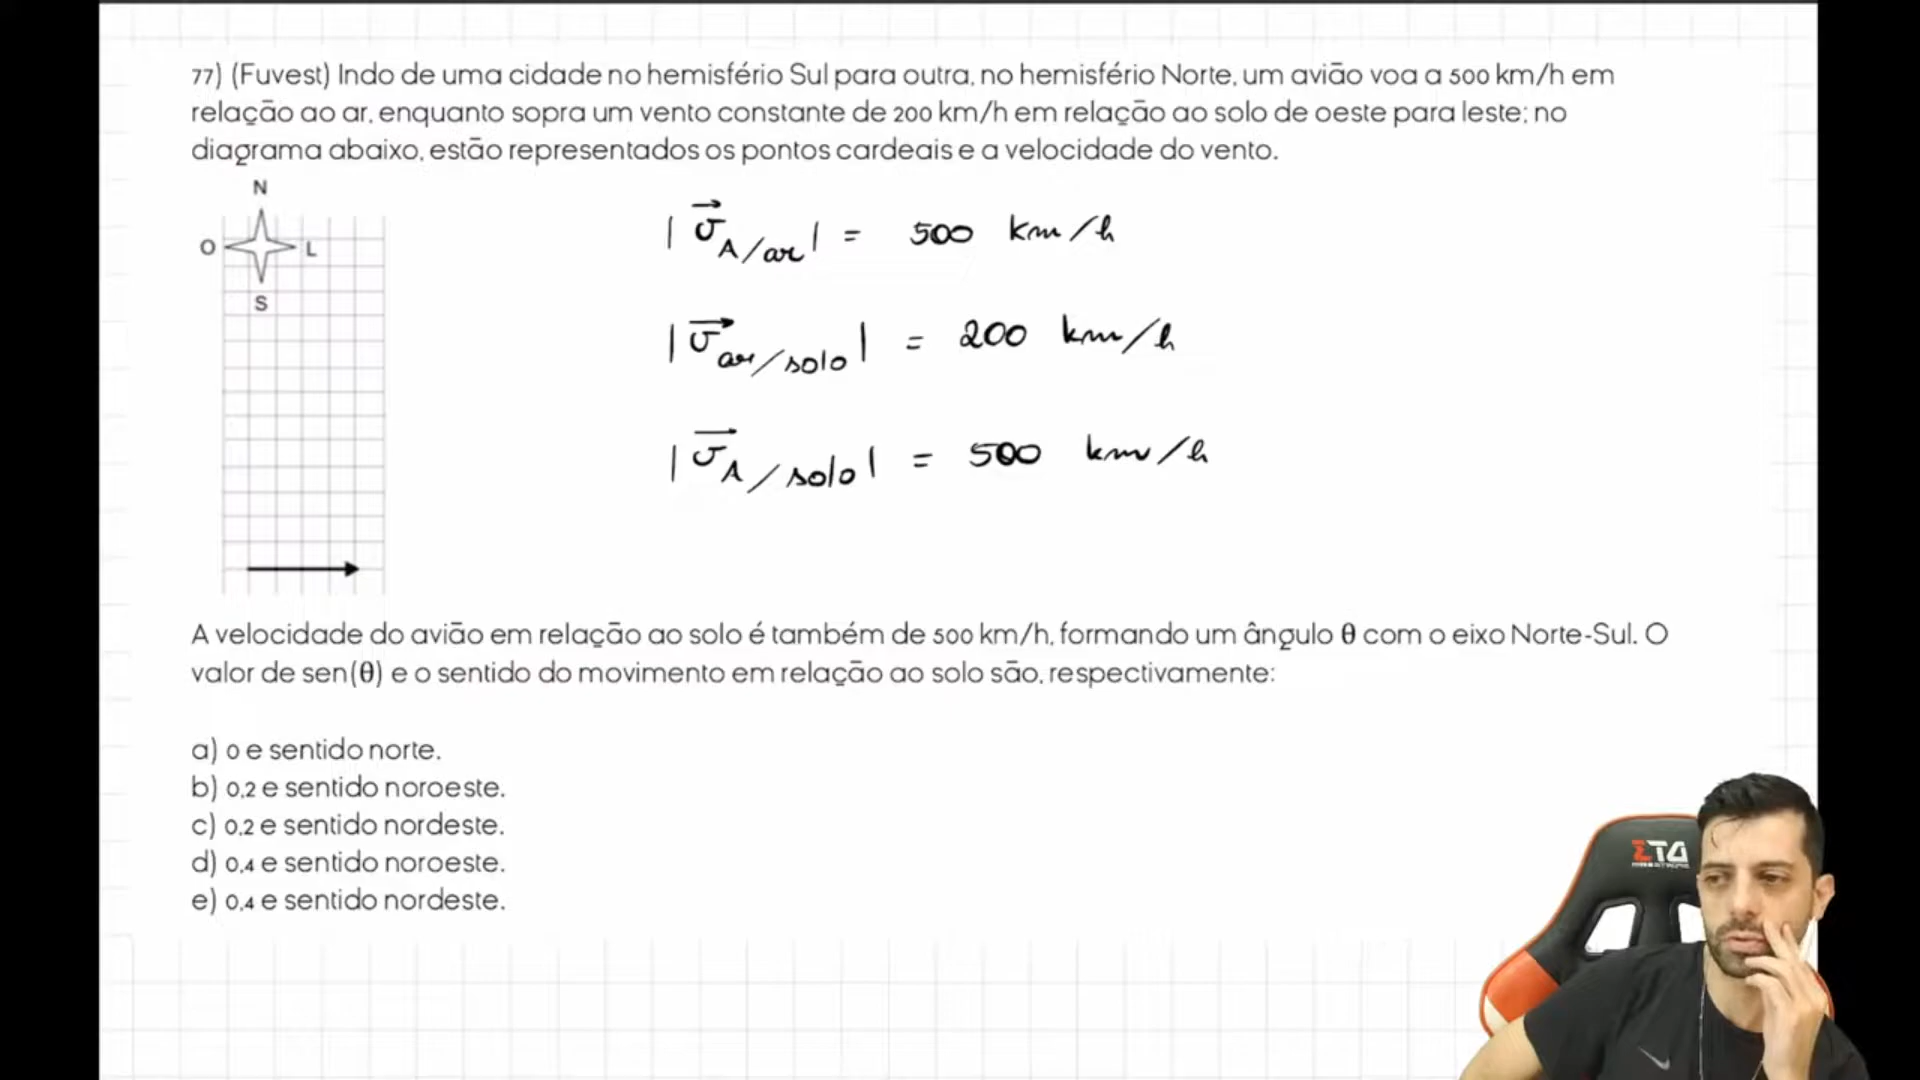 77) (Fuvest) Indo de uma cidade no hemisfério Sul para outra, no hemisfério Norte, um avião voa a 500 km/h em
relação ao ar, enquanto sopra um vento constante de 200 km/h em relação ao solo de oeste para leste; no
diagrama abaixo, estão representados os pontos cardeais e a velocidade do vento.
N
O L
S
|v⃗ A/ar| = 500 km/h
|v⃗ ar/solo| = 200 km/h
|v⃗ A/solo| = 500 km/h
A velocidade do avião em relação ao solo é também de 500 km/h, formando um ângulo θ com o eixo Norte-Sul. O
valor de sen(θ) e o sentido do movimento em relação ao solo são, respectivamente:
a) 0 e sentido norte.
b) 0,2 e sentido noroeste.
c) 0,2 e sentido nordeste.
d) 0,4 e sentido noroeste.
e) 0,4 e sentido nordeste.